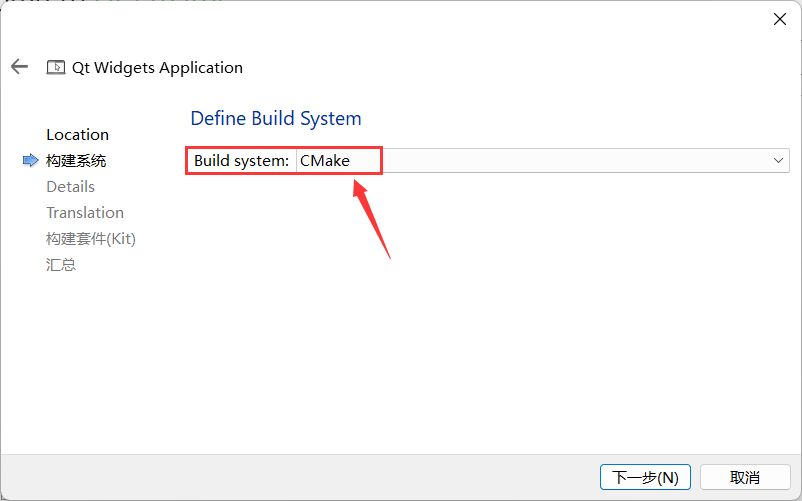 Qt Widgets Application
Define Build System
Location
构建系统
Details
Translation
构建套件(Kit)
汇总
Build system: CMake
下一步(N)
取消